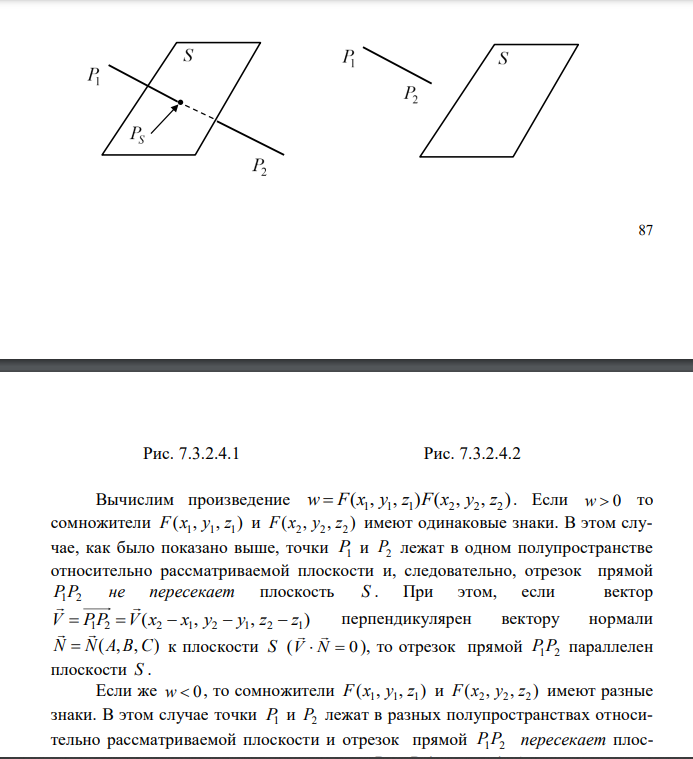 P₁ S P₁ S
P₂
P_S
P₂
87
Рис. 7.3.2.4.1 Рис. 7.3.2.4.2
Вычислим произведение w = F(x₁, y₁, z₁)F(x₂, y₂, z₂). Если w > 0 то
сомножители F(x₁, y₁, z₁) и F(x₂, y₂, z₂) имеют одинаковые знаки. В этом слу-
чае, как было показано выше, точки P₁ и P₂ лежат в одном полупространстве
относительно рассматриваемой плоскости и, следовательно, отрезок прямой
P₁P₂ не пересекает плоскость S. При этом, если вектор
V⃗ = P₁P₂⃗ = V⃗(x₂ − x₁, y₂ − y₁, z₂ − z₁) перпендикулярен вектору нормали
N⃗ = N⃗(A, B, C) к плоскости S (V⃗ · N⃗ = 0), то отрезок прямой P₁P₂ параллелен
плоскости S.
Если же w < 0, то сомножители F(x₁, y₁, z₁) и F(x₂, y₂, z₂) имеют разные
знаки. В этом случае точки P₁ и P₂ лежат в разных полупространствах относи-
тельно рассматриваемой плоскости и отрезок прямой P₁P₂ пересекает плос-